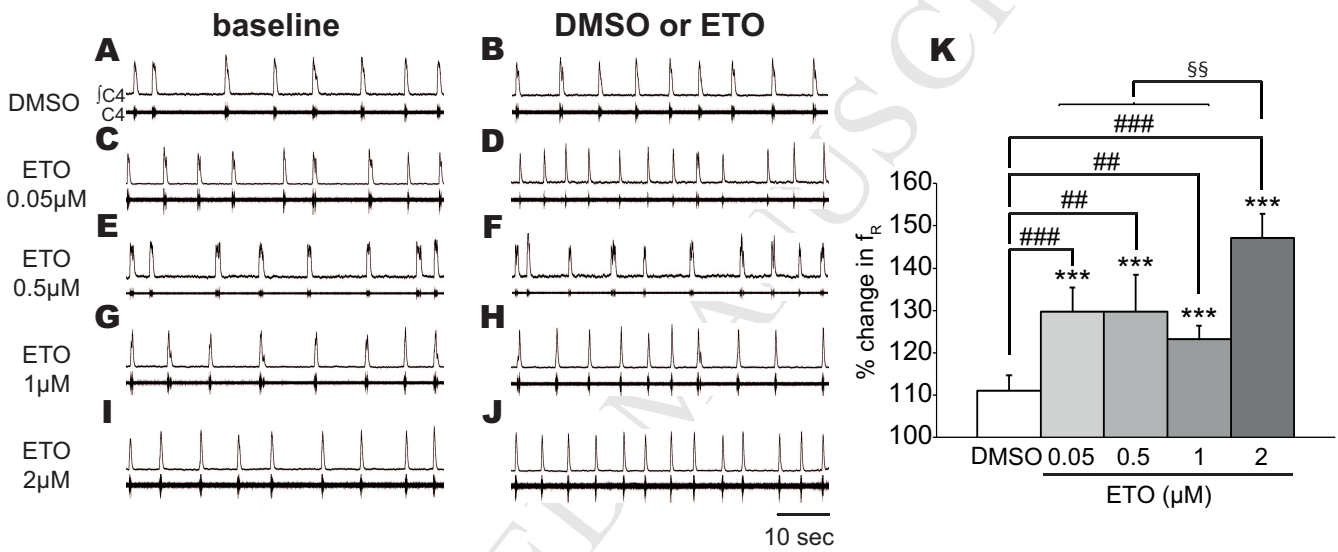 baseline
DMSO or ETO
A
B
K
DMSO
∫C4
C4
C
D
ETO
0.05µM
E
F
ETO
0.5µM
G
H
ETO
1µM
I
J
ETO
2µM
10 sec
§§
###
##
##
###
***
***
***
***
% change in fR
160
150
140
130
120
110
100
DMSO 0.05 0.5 1 2
ETO (µM)